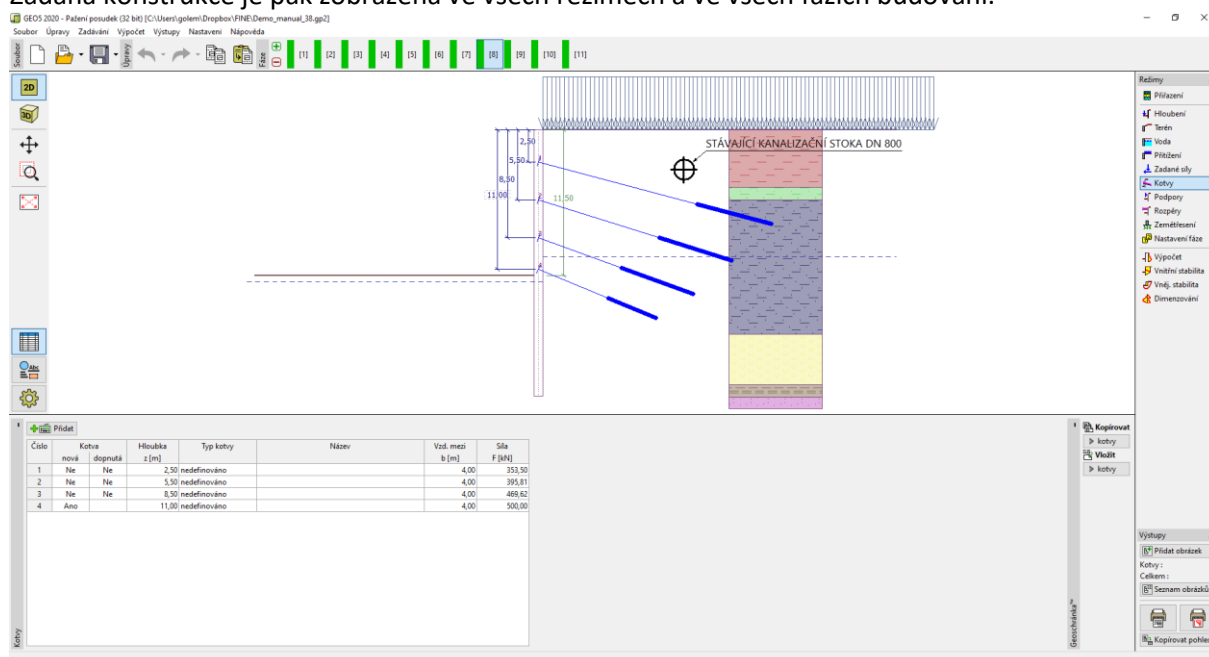 Zadaná konstrukce je pak zobrazena ve všech režimech a ve všech fázích budování.
GEO5 2020 - Pažení posudek (32 bit) [C:\Users\golem\Dropbox\FINE\Demo_manual_38.gp2]
Soubor Úpravy Zadávání Výpočet Výstupy Nastavení Nápověda
Soubor
Úpravy
Fáze
[1] [2] [3] [4] [5] [6] [7] [8] [9] [10] [11]
2D
3D
Abc
2,50
5,50
8,50
11,00
11,50
1
2
3
4
STÁVAJÍCÍ KANALIZAČNÍ STOKA DN 800
Režimy
Přiřazení
Hloubení
Terén
Voda
Přitížení
Zadané síly
Kotvy
Podpory
Rozpěry
Zemětřesení
Nastavení fáze
Výpočet
Vnitřní stabilita
Vněj. stabilita
Dimenzování
Přidat
Číslo Kotva Hloubka Typ kotvy Název Vzd. mezi Síla
nová dopnutá z [m] b [m] F [kN]
1 Ne Ne 2,50 nedefinováno 4,00 353,50
2 Ne Ne 5,50 nedefinováno 4,00 395,81
3 Ne Ne 8,50 nedefinováno 4,00 469,62
4 Ano 11,00 nedefinováno 4,00 500,00
Kotvy
Kopírovat
kotvy
Vložit
kotvy
Geoschránka™
Výstupy
Přidat obrázek
Kotvy :
Celkem :
Seznam obrázků
Kopírovat pohled